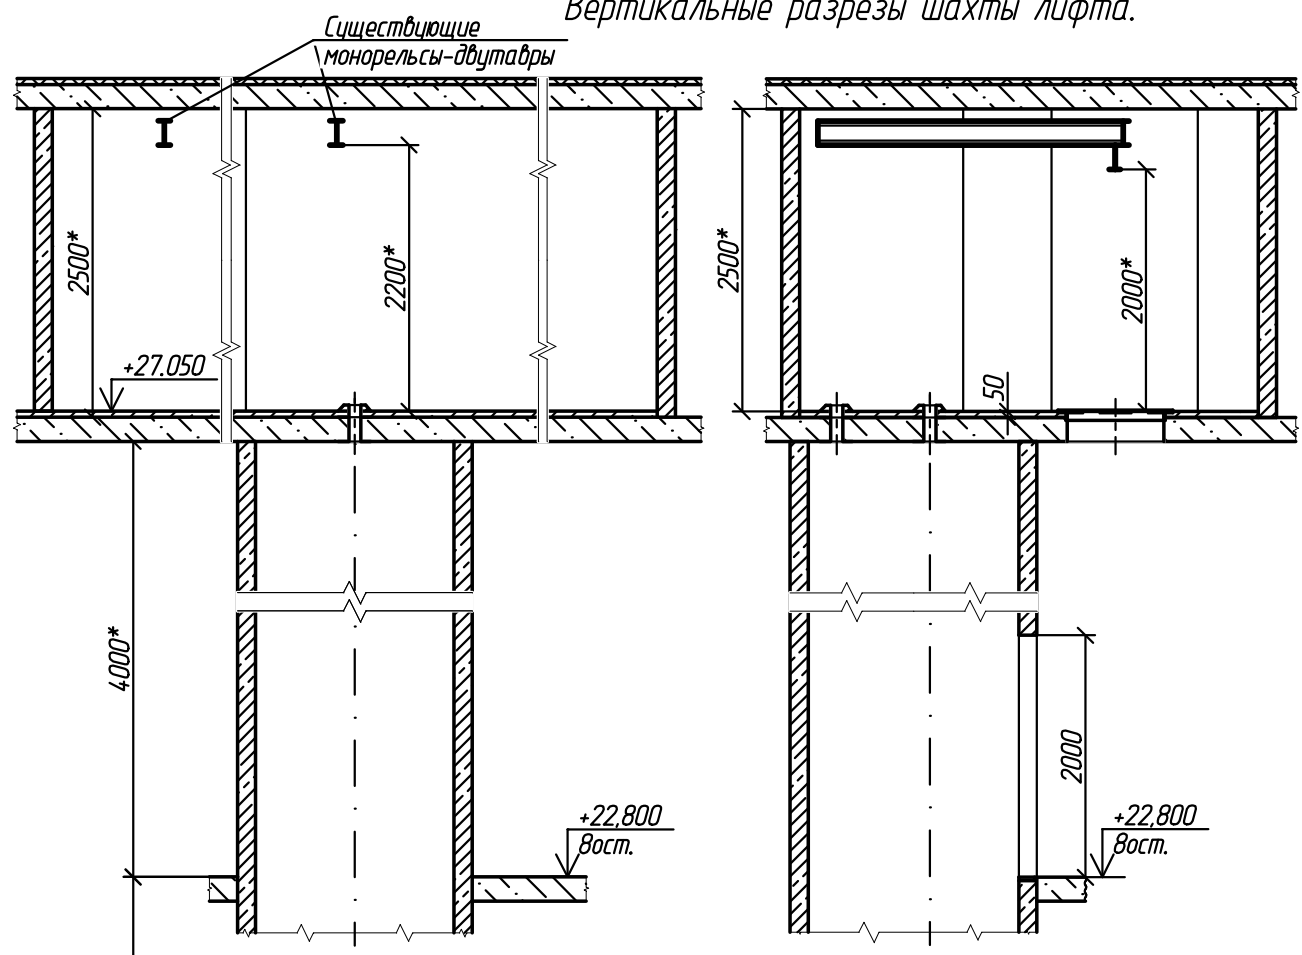 Вертикальные разрезы шахты лифта.
Существующие
монорельсы-двутавры
2500*
2200*
+27.050
2500*
2000*
50
4000*
2000
+22,800
8ост.
+22,800
8ост.